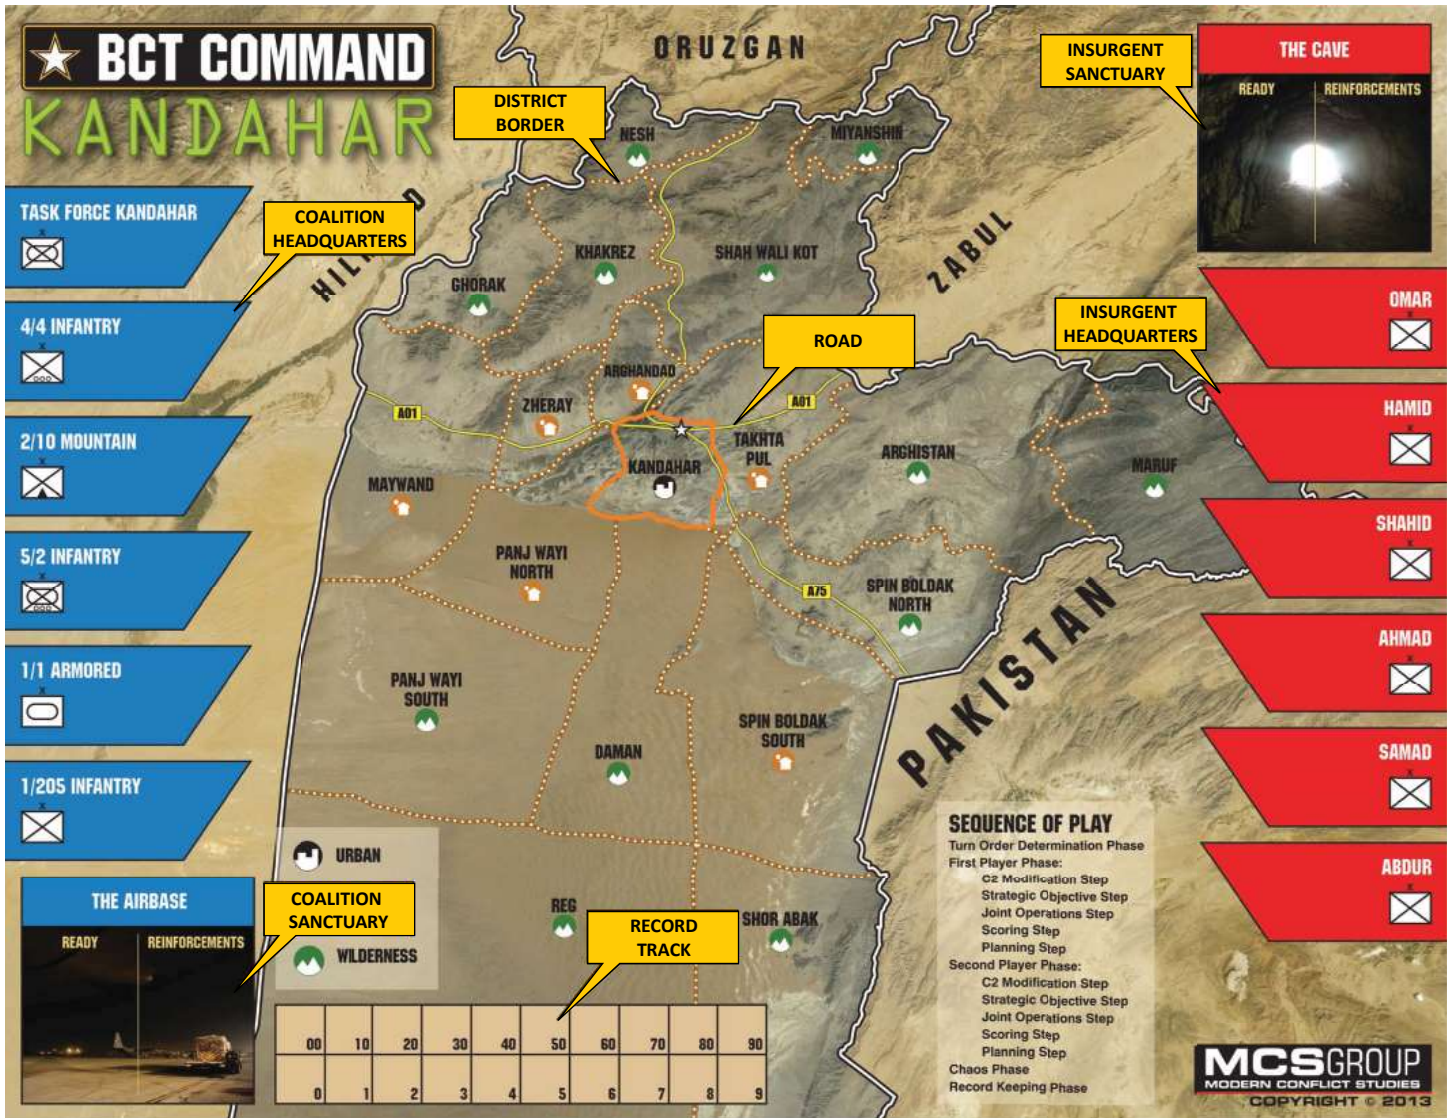 BCT COMMAND
KANDAHAR
ORUZGAN
ZABUL
PAKISTAN
DISTRICT
BORDER
INSURGENT
SANCTUARY
THE CAVE
READY
REINFORCEMENTS
TASK FORCE KANDAHAR
X
4/4 INFANTRY
X
2/10 MOUNTAIN
X
5/2 INFANTRY
X
1/1 ARMORED
X
1/205 INFANTRY
X
COALITION
HEADQUARTERS
INSURGENT
HEADQUARTERS
ROAD
OMAR
X
HAMID
X
SHAHID
X
AHMAD
X
SAMAD
X
ABDUR
X
NESH
MIYANSHIN
KHAKREZ
SHAH WALI KOT
GHORAK
ARGHANDAD
ZHERAY
A01
A01
TAKHTA
PUL
KANDAHAR
ARGHISTAN
MARUF
MAYWAND
PANJ WAYI
NORTH
A75
SPIN BOLDAK
NORTH
PANJ WAYI
SOUTH
DAMAN
SPIN BOLDAK
SOUTH
REG
SHOR ABAK
URBAN
WILDERNESS
THE AIRBASE
READY
REINFORCEMENTS
COALITION
SANCTUARY
RECORD
TRACK
00 10 20 30 40 50 60 70 80 90
0 1 2 3 4 5 6 7 8 9
SEQUENCE OF PLAY
Turn Order Determination Phase
First Player Phase:
C2 Modification Step
Strategic Objective Step
Joint Operations Step
Scoring Step
Planning Step
Second Player Phase:
C2 Modification Step
Strategic Objective Step
Joint Operations Step
Scoring Step
Planning Step
Chaos Phase
Record Keeping Phase
MCSGROUP
MODERN CONFLICT STUDIES
COPYRIGHT © 2013